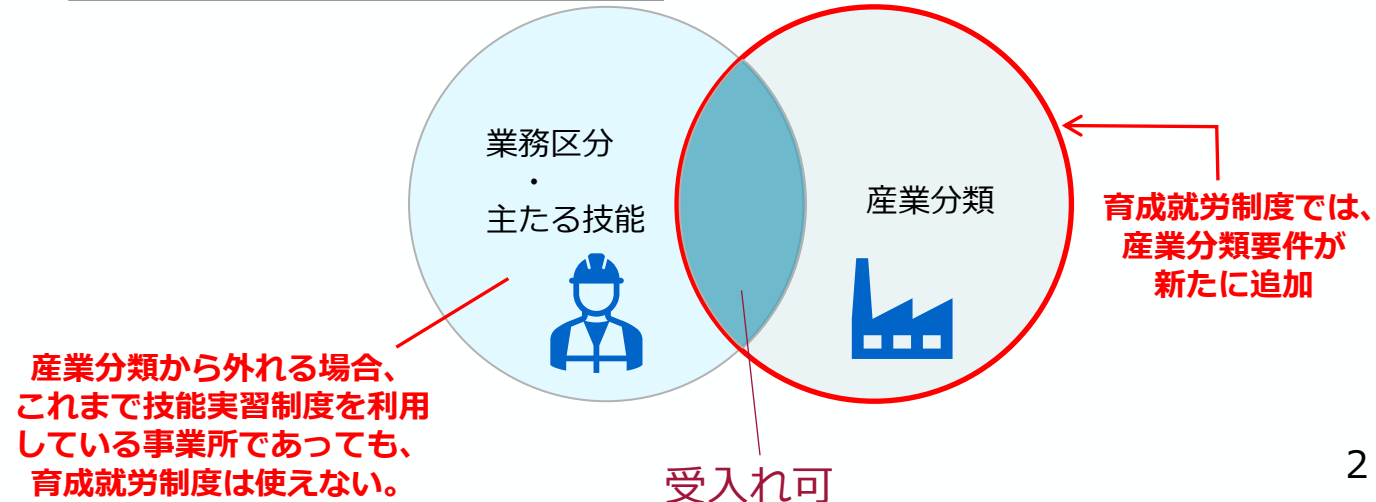 業務区分
・
主たる技能
産業分類
育成就労制度では、
産業分類要件が
新たに追加
産業分類から外れる場合、
これまで技能実習制度を利用
している事業所であっても、
育成就労制度は使えない。
受入れ可
2